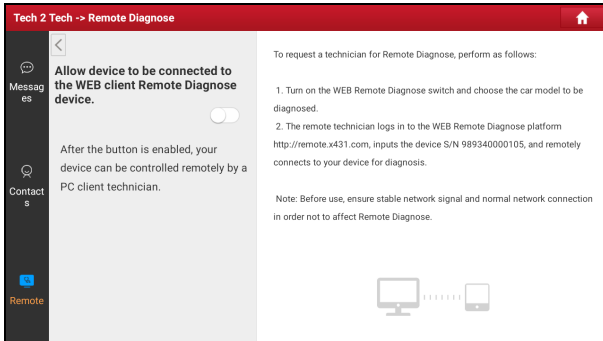 Tech 2 Tech -> Remote Diagnose
Messag
es
Contact
s
Remote
Allow device to be connected to
the WEB client Remote Diagnose
device.
After the button is enabled, your
device can be controlled remotely by a
PC client technician.
To request a technician for Remote Diagnose, perform as follows:
1. Turn on the WEB Remote Diagnose switch and choose the car model to be
diagnosed.
2. The remote technician logs in to the WEB Remote Diagnose platform
http://remote.x431.com, inputs the device S/N 989340000105, and remotely
connects to your device for diagnosis.
Note: Before use, ensure stable network signal and normal network connection
in order not to affect Remote Diagnose.